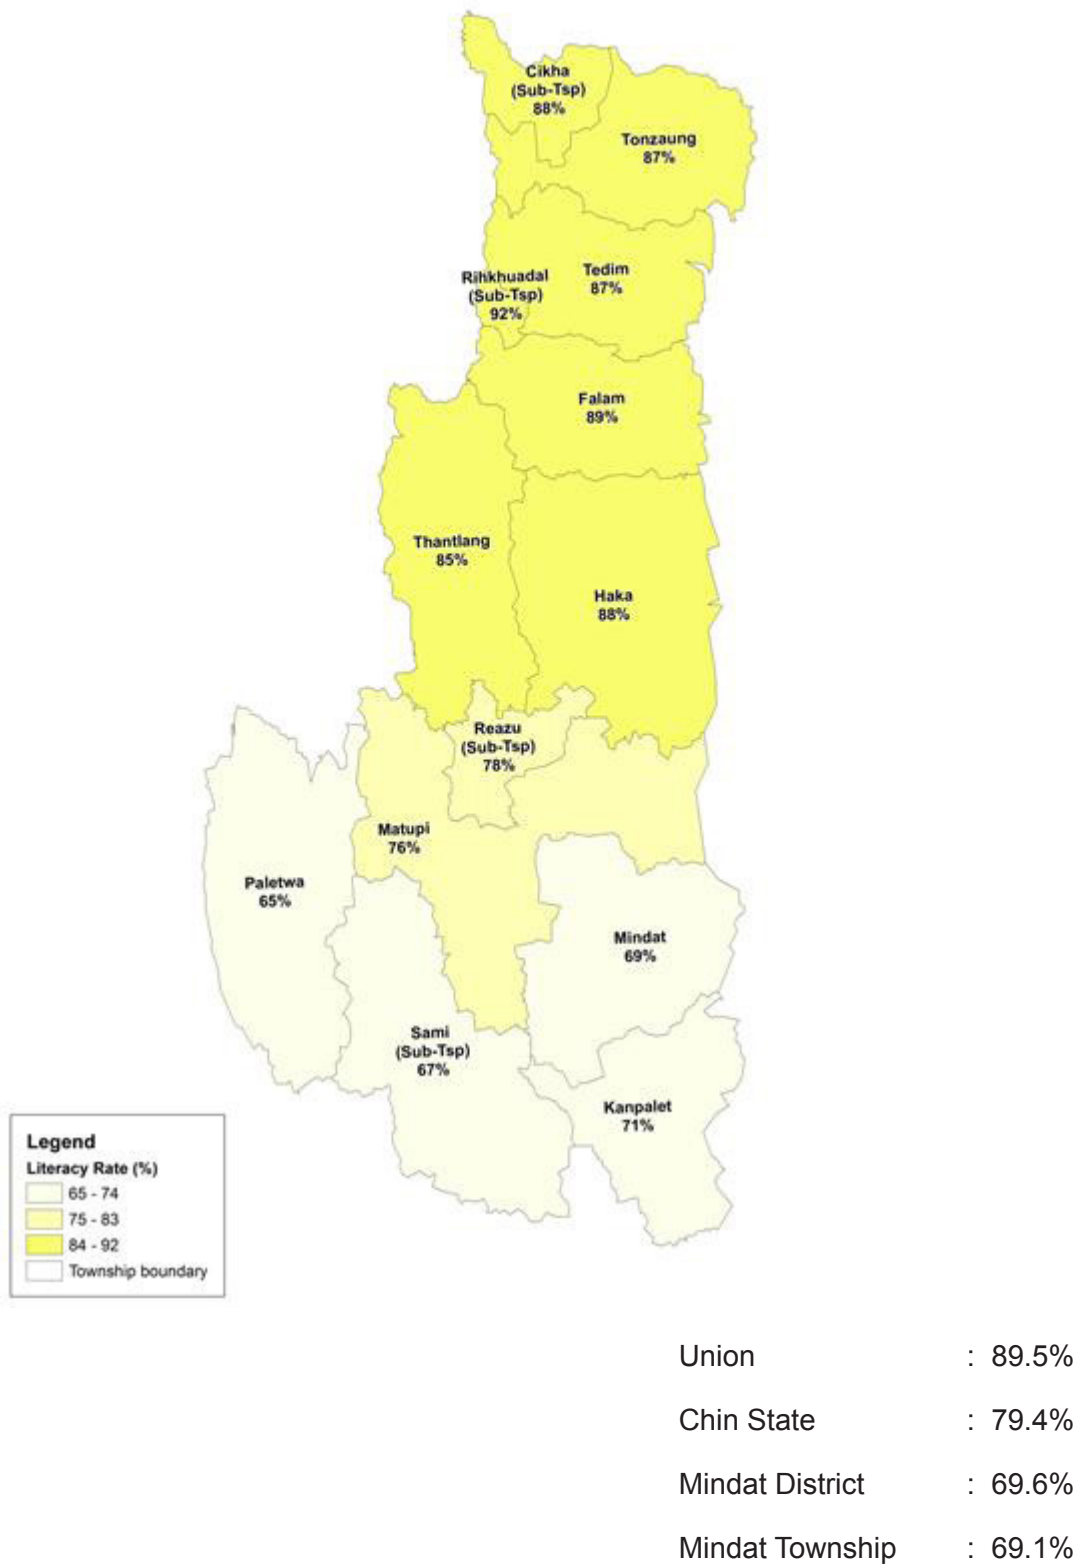 Cikha
(Sub-Tsp)
88%
Tonzaung
87%
Tedim
87%
Rihkhuadal
(Sub-Tsp)
92%
Falam
89%
Thantlang
85%
Haka
88%
Reazu
(Sub-Tsp)
78%
Matupi
76%
Paletwa
65%
Mindat
69%
Sami
(Sub-Tsp)
67%
Kanpalet
71%
Legend
Literacy Rate (%)
65 - 74
75 - 83
84 - 92
Township boundary
Union : 89.5%
Chin State : 79.4%
Mindat District : 69.6%
Mindat Township : 69.1%